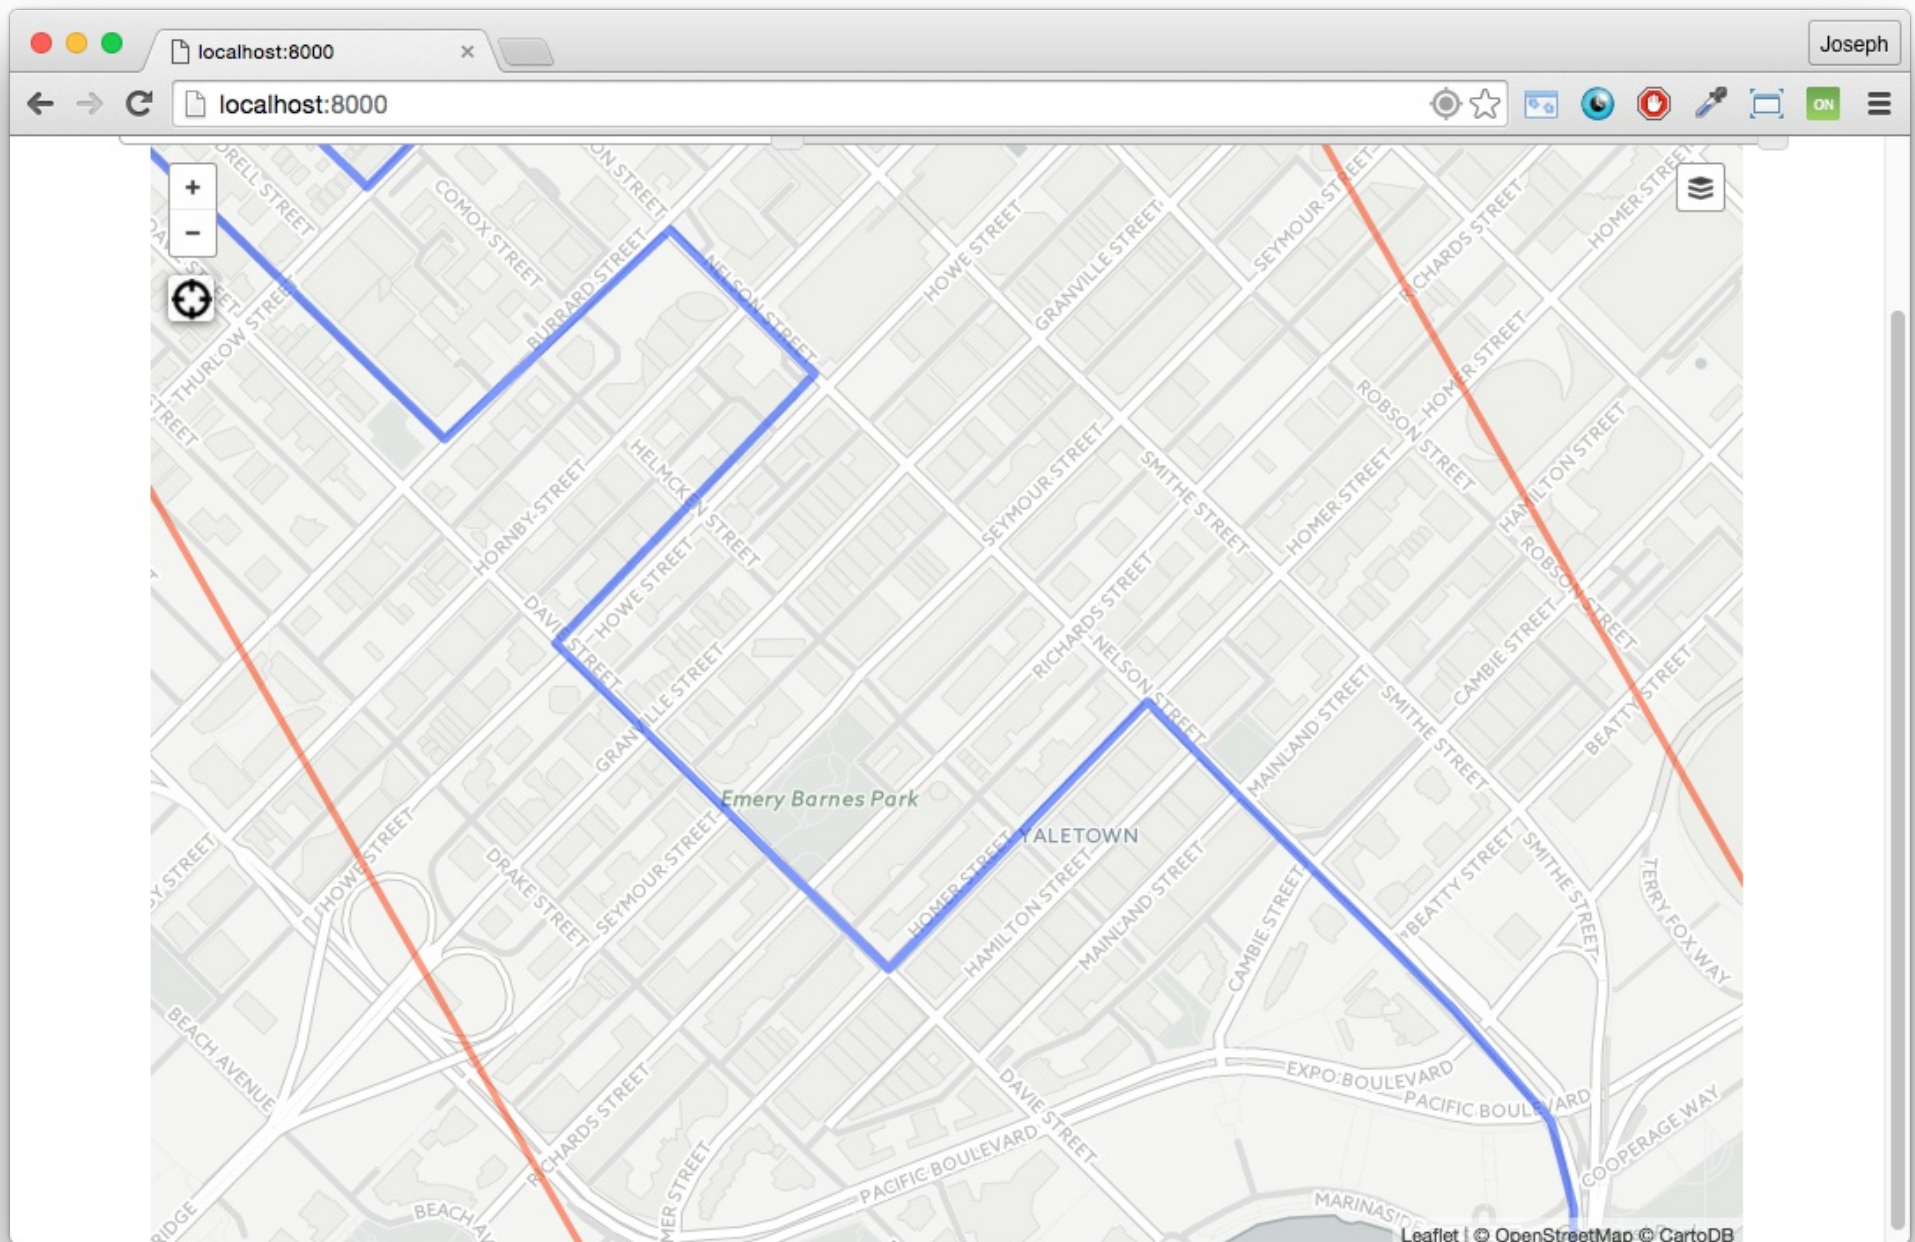 localhost:8000
Joseph
localhost:8000
ON
+
−
COMOX STREET
THURLOW STREET
BURRARD STREET
NELSON STREET
HOWE STREET
GRANVILLE STREET
SEYMOUR STREET
RICHARDS STREET
HOMER STREET
HORNBY STREET
HELMCKEN STREET
HOWE STREET
DAVIE STREET
GRANVILLE STREET
SEYMOUR STREET
SMITHE STREET
RICHARDS STREET
NELSON STREET
HOMER STREET
HOMER STREET
ROBSON STREET
HAMILTON STREET
ROBSON STREET
CAMBIE STREET
BEATTY STREET
SMITHE STREET
MAINLAND STREET
Emery Barnes Park
YALETOWN
HOWE STREET
DRAKE STREET
SEYMOUR STREET
HOMER STREET
HAMILTON STREET
MAINLAND STREET
CAMBIE STREET
BEATTY STREET
SMITHE STREET
TERRY FOX WAY
BEACH AVENUE
RICHARDS STREET
DAVIE STREET
EXPO BOULEVARD
PACIFIC BOULEVARD
PACIFIC BOULEVARD
COOPERAGE WAY
Leaflet | © OpenStreetMap © CartoDB